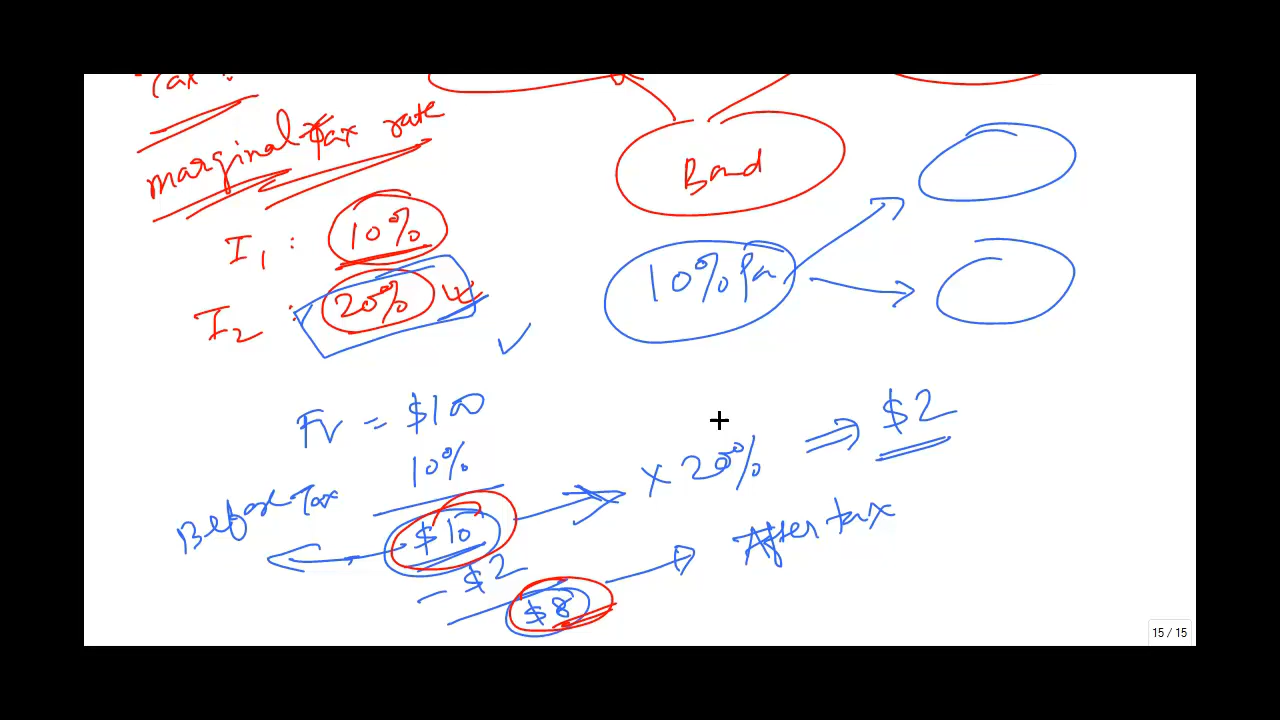 Tax
marginal Tax rate
Bond
I1 : 10%
10% pa
I2 : 20%
FV = $100
10%
$10
x 20%
$2
Before Tax
- $2
$8
After tax
15 / 15